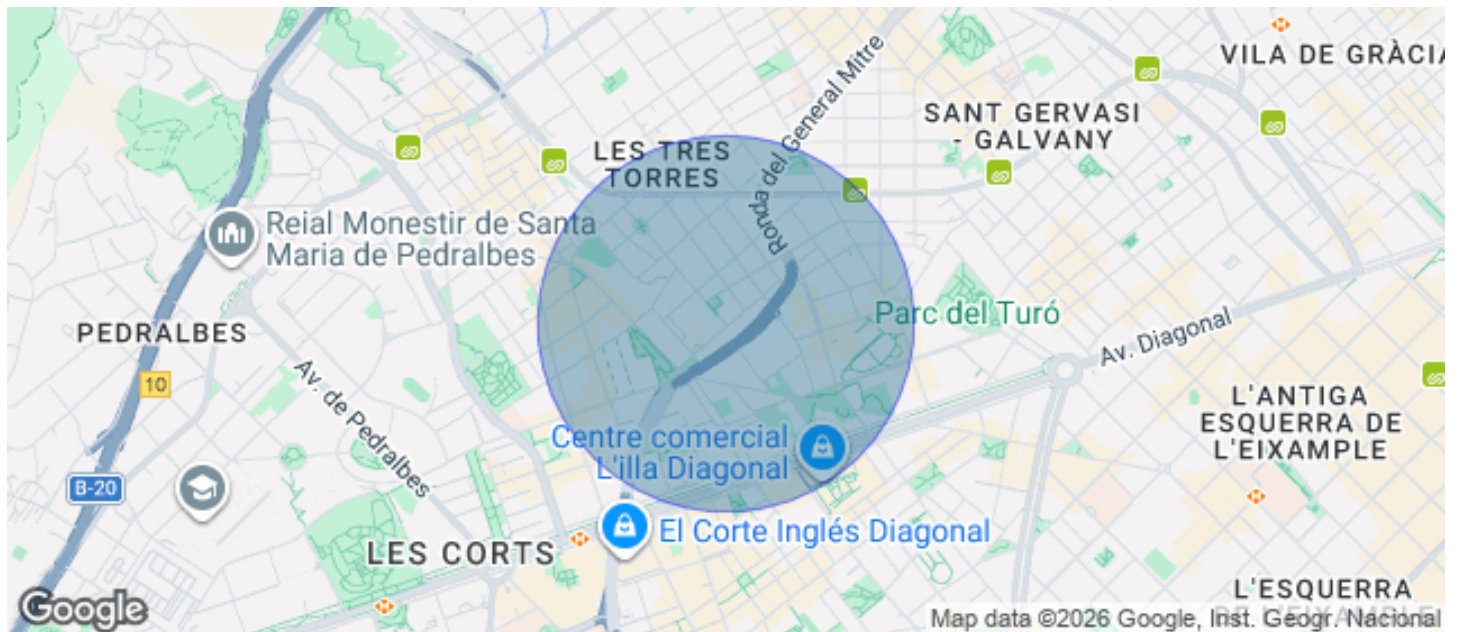 VILA DE GRÀCIA
Ronda del General Mitre
SANT GERVASI
- GALVANY
LES TRES
TORRES
Reial Monestir de Santa
Maria de Pedralbes
PEDRALBES
Parc del Turó
Av. Diagonal
10
Av. de Pedralbes
L'ANTIGA
ESQUERRA DE
L'EIXAMPLE
Centre comercial
L'illa Diagonal
B-20
El Corte Inglés Diagonal
LES CORTS
L'ESQUERRA
DE L'EIXAMPLE
Google
Map data ©2026 Google, Inst. Geogr. Nacional